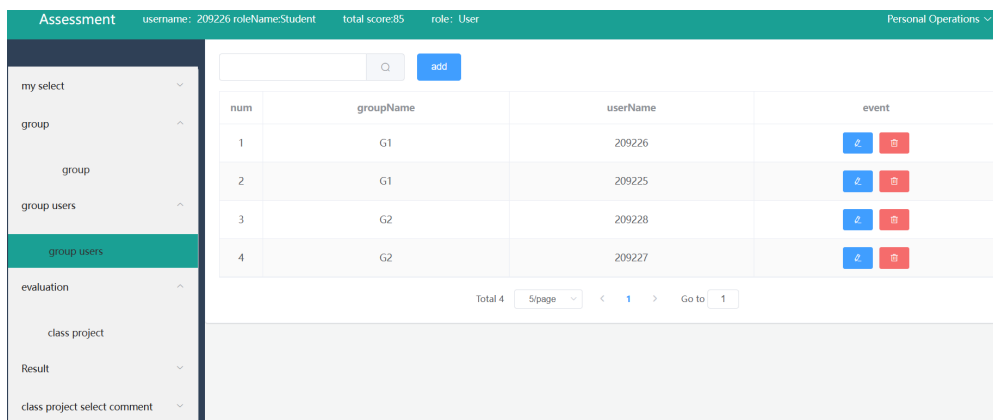 Assessment username: 209226 roleName:Student total score:85 role: User Personal Operations
my select
group
group
group users
group users
evaluation
class project
Result
class project select comment
add
num groupName userName event
1 G1 209226
2 G1 209225
3 G2 209228
4 G2 209227
Total 4 5/page 1 Go to 1